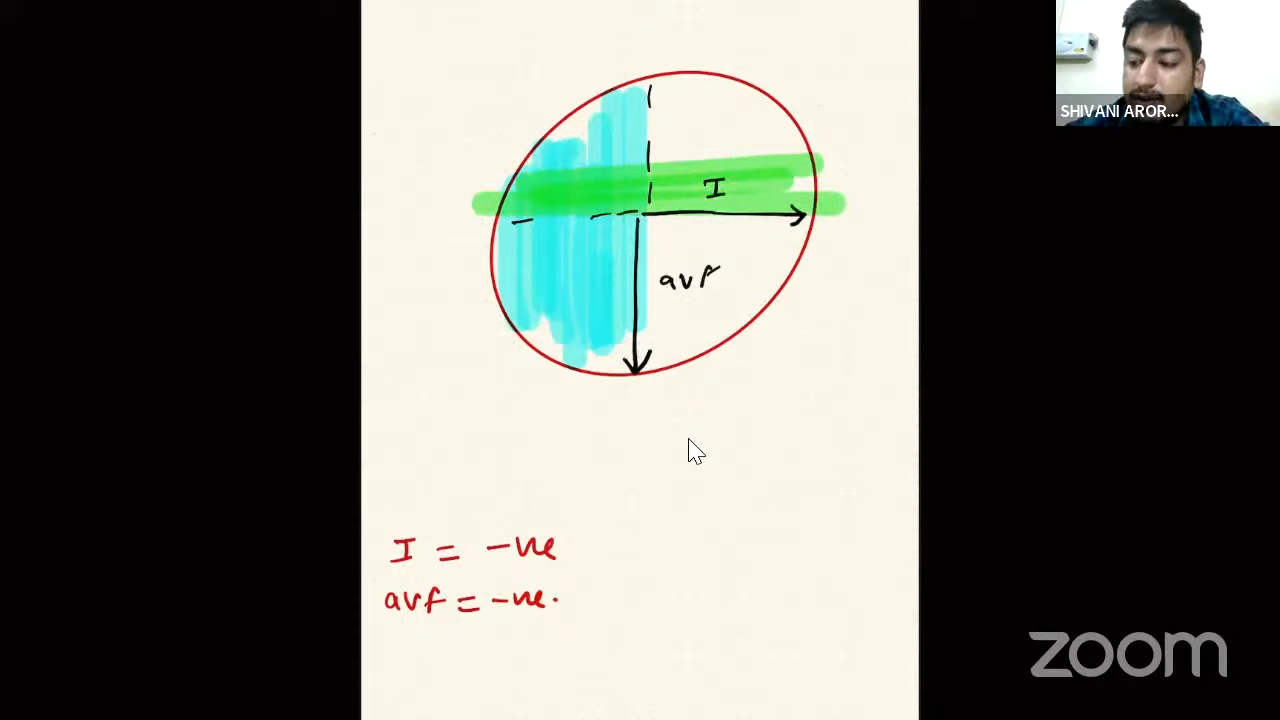 SHIVANI AROR...
I
avf
I = -ve
avf = -ve.
zoom